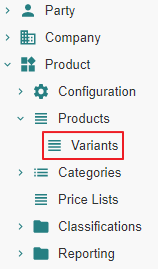 Party
Company
Product
Configuration
Products
Variants
Categories
Price Lists
Classifications
Reporting